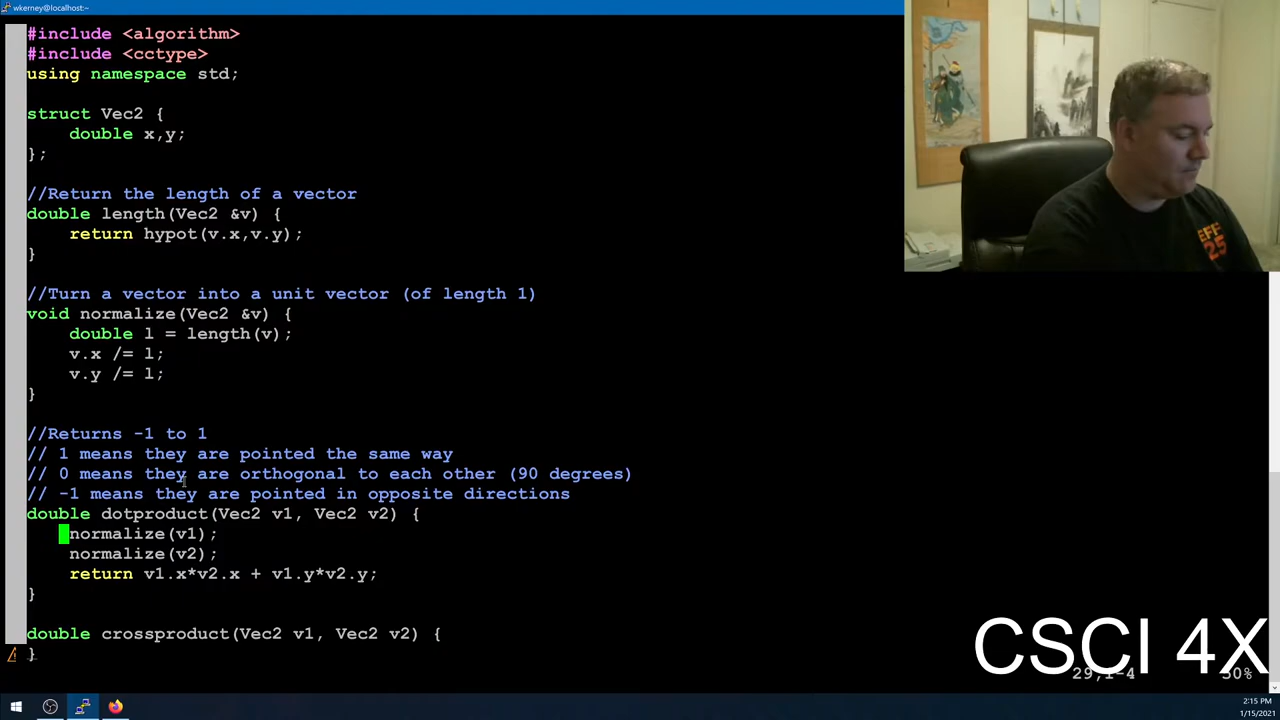 wkerney@localhost:~
#include <algorithm>
#include <cctype>
using namespace std;
struct Vec2 {
    double x,y;
};
//Return the length of a vector
double length(Vec2 &v) {
    return hypot(v.x,v.y);
}
//Turn a vector into a unit vector (of length 1)
void normalize(Vec2 &v) {
    double l = length(v);
    v.x /= l;
    v.y /= l;
}
//Returns -1 to 1
// 1 means they are pointed the same way
// 0 means they are orthogonal to each other (90 degrees)
// -1 means they are pointed in opposite directions
double dotproduct(Vec2 v1, Vec2 v2) {
    normalize(v1);
    normalize(v2);
    return v1.x*v2.x + v1.y*v2.y;
}
double crossproduct(Vec2 v1, Vec2 v2) {
}
EFF
25
CSCI 4X
29,1-4
50%
2:15 PM
1/15/2021